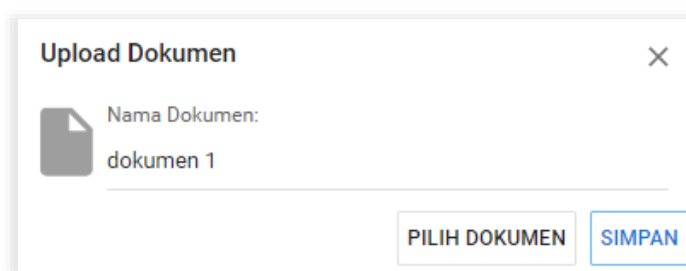 Upload Dokumen
Nama Dokumen:
dokumen 1
PILIH DOKUMEN SIMPAN